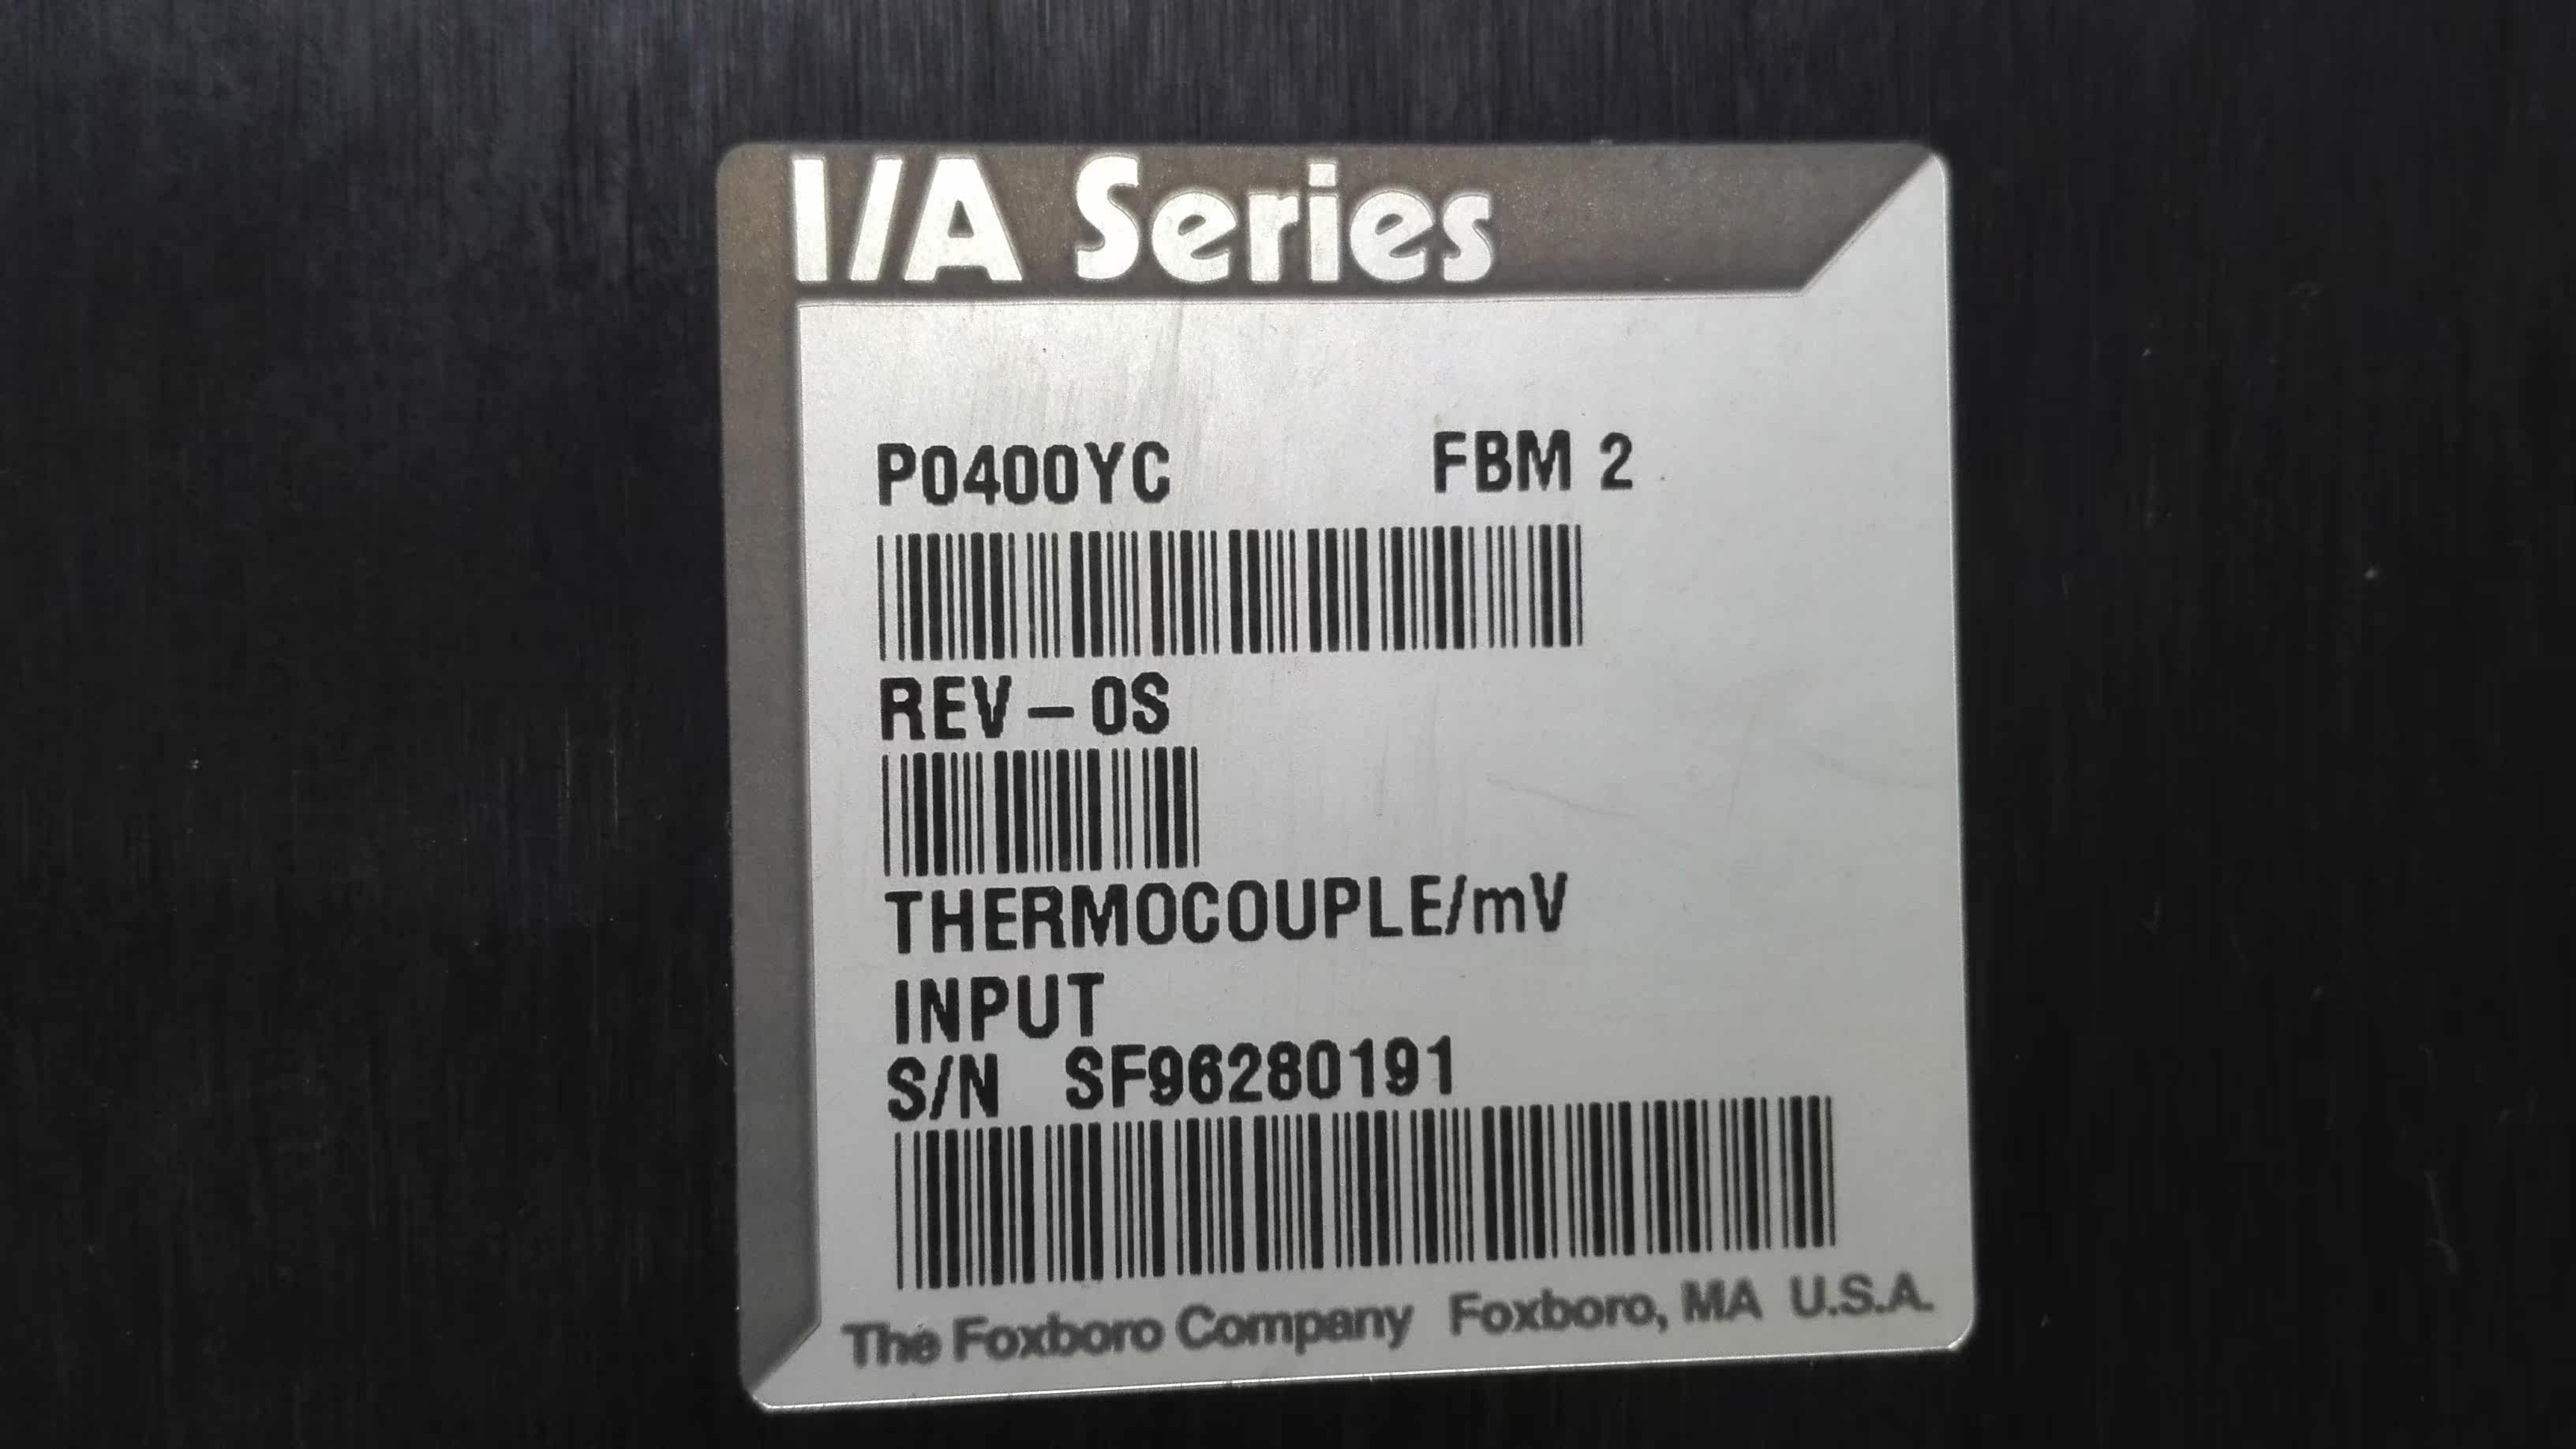 I/A Series
P0400YC FBM 2
REV – 0S
THERMOCOUPLE/mV
INPUT
S/N SF96280191
The Foxboro Company Foxboro, MA U.S.A.